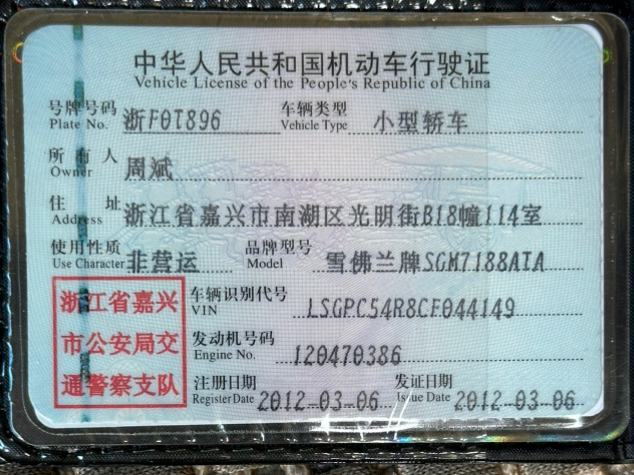 中华人民共和国机动车行驶证
Vehicle License of the People's Republic of China
号牌号码 浙F0T896 车辆类型 小型轿车
Plate No. Vehicle Type
所有人 周斌
Owner
住址 浙江省嘉兴市南湖区光明街B18幢114室
Address
使用性质 非营运 品牌型号 雪佛兰牌SGM7188ATA
Use Character Model
浙江省嘉兴
市公安局交
通警察支队
车辆识别代号 LSGPC54R8CF044149
VIN
发动机号码 120470386
Engine No.
注册日期 2012-03-06 发证日期 2012-03-06
Register Date Issue Date